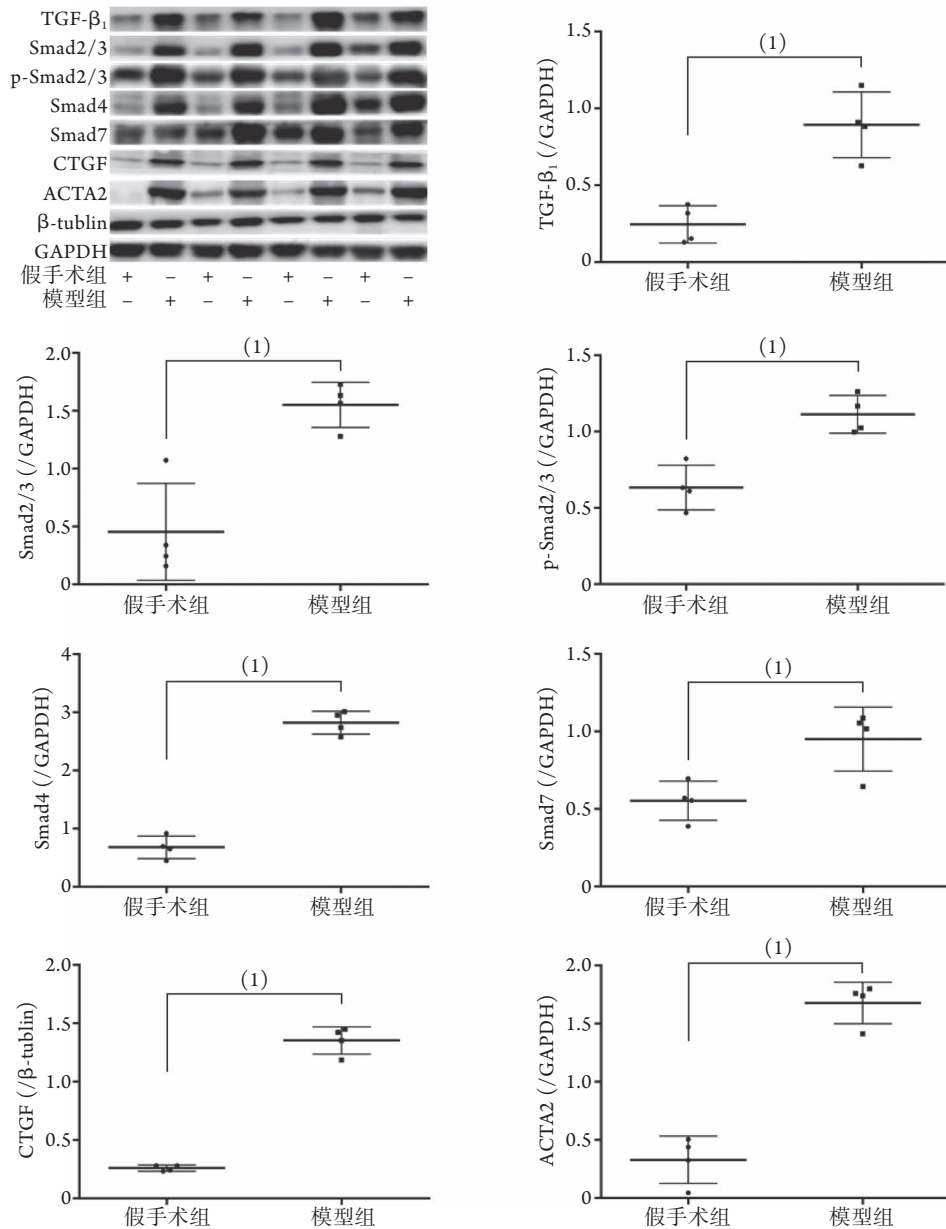 TGF-β₁
Smad2/3
p-Smad2/3
Smad4
Smad7
CTGF
ACTA2
β-tublin
GAPDH
假手术组 + – + – + – + –
模型组 – + – + – + – +
TGF-β₁ (/GAPDH)
1.5
1.0
0.5
0
(1)
假手术组 模型组
Smad2/3 (/GAPDH)
2.0
1.5
1.0
0.5
0
(1)
假手术组 模型组
p-Smad2/3 (/GAPDH)
1.5
1.0
0.5
0
(1)
假手术组 模型组
Smad4 (/GAPDH)
4
3
2
1
0
(1)
假手术组 模型组
Smad7 (/GAPDH)
1.5
1.0
0.5
0
(1)
假手术组 模型组
CTGF (/β-tublin)
2.0
1.5
1.0
0.5
0
(1)
假手术组 模型组
ACTA2 (/GAPDH)
2.0
1.5
1.0
0.5
0
(1)
假手术组 模型组